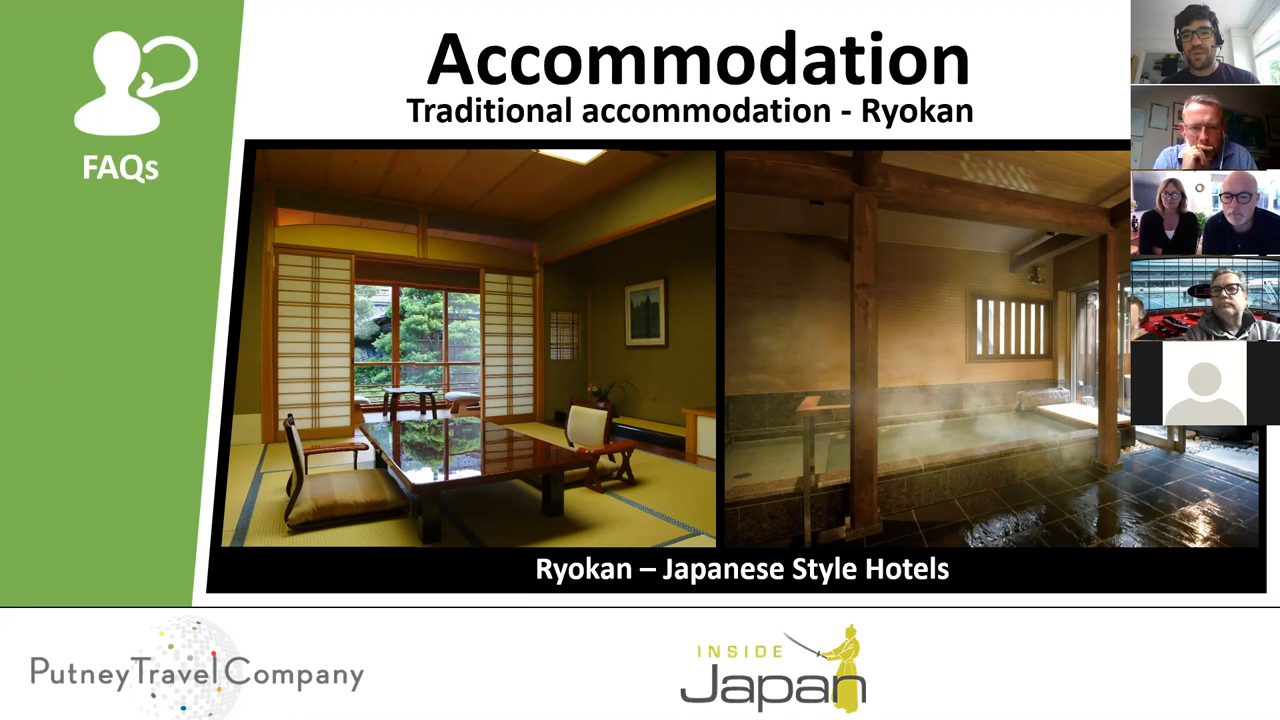 Accommodation
Traditional accommodation - Ryokan
FAQs
Ryokan – Japanese Style Hotels
PutneyTravelCompany
INSIDE
Japan